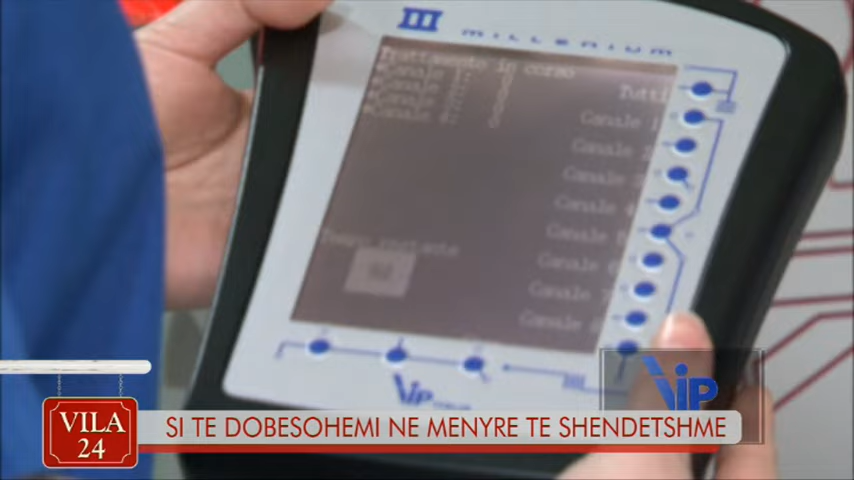 III
MILLENIUM
Trattamento in corso
Tutti
Canale 1
Canale 2
Canale 3
Canale 4
Canale 5
Canale 6
Canale 7
Canale 8
ViP
ViP
VILA
24
SI TE DOBESOHEMI NE MENYRE TE SHENDETSHME